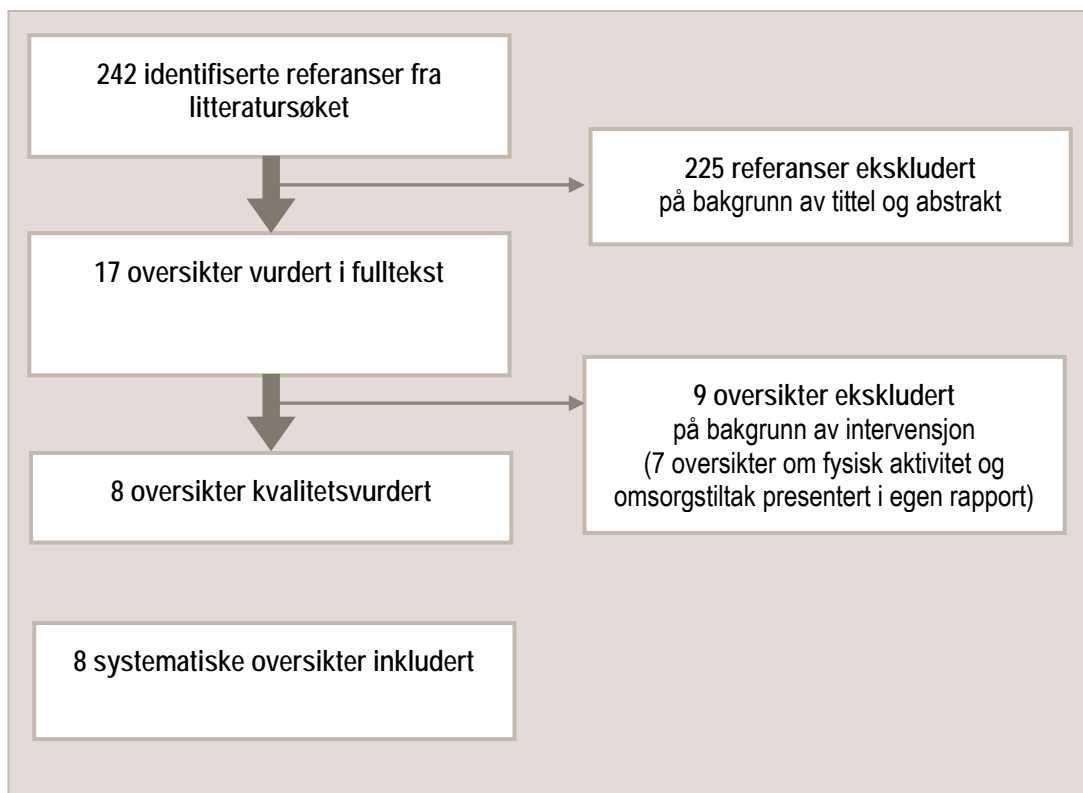 242 identifiserte referanser fra
litteratursøket
225 referanser ekskludert
på bakgrunn av tittel og abstrakt
17 oversikter vurdert i fulltekst
9 oversikter ekskludert
på bakgrunn av intervensjon
(7 oversikter om fysisk aktivitet og
omsorgstiltak presentert i egen rapport)
8 oversikter kvalitetsvurdert
8 systematiske oversikter inkludert